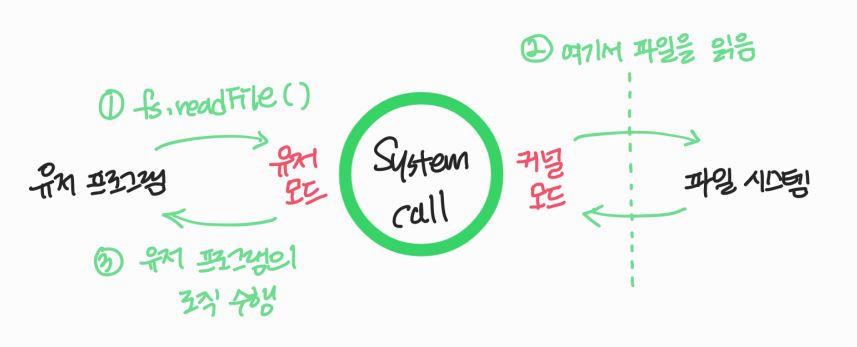 ① fs.readFile()
② 여기서 파일을 읽음
유저 프로그램
유저
모드
System
call
커널
모드
파일 시스템
③ 유저 프로그램의
로직 수행